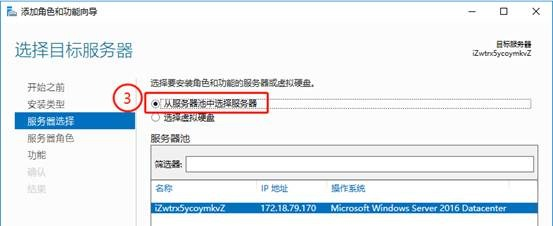 添加角色和功能向导
选择目标服务器
目标服务器
iZwtrx5ycoymkvZ
开始之前
安装类型
服务器选择
服务器角色
功能
确认
结果
选择要安装角色和功能的服务器或虚拟硬盘。
3
从服务器池中选择服务器
选择虚拟硬盘
服务器池
筛选器:
名称 IP 地址 操作系统
iZwtrx5ycoymkvZ 172.18.79.170 Microsoft Windows Server 2016 Datacenter